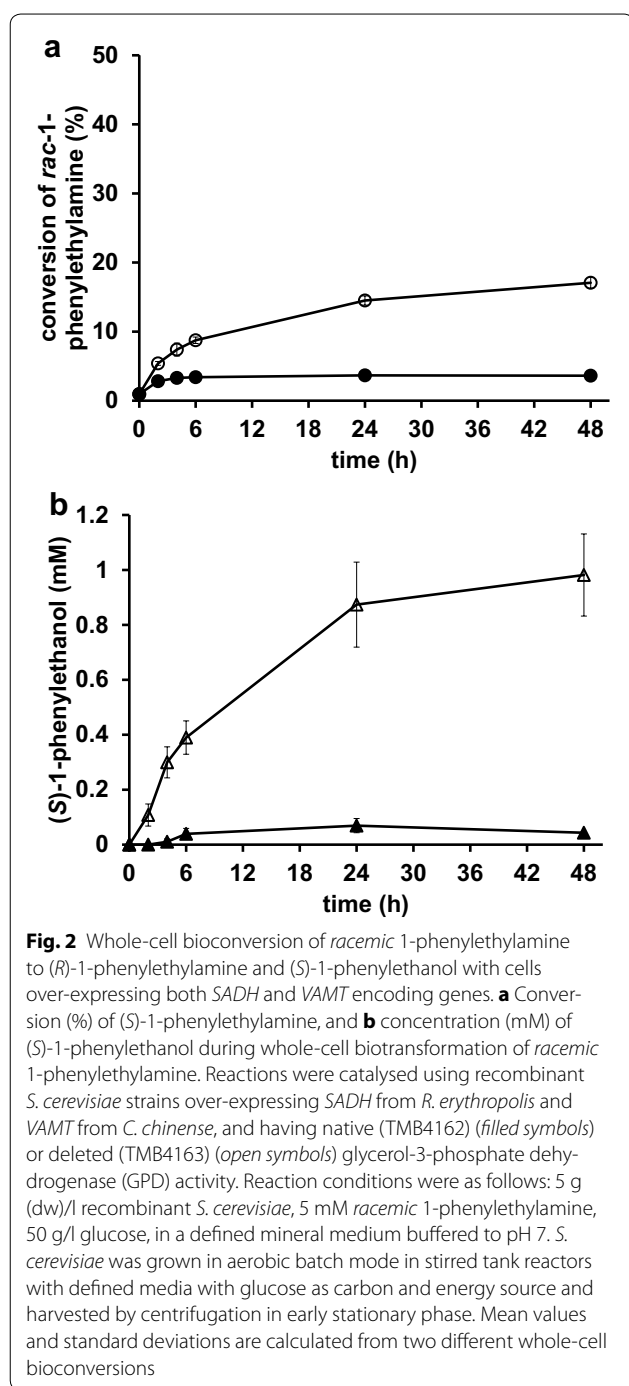 a
50
40
30
20
10
0
conversion of rac-1-
phenylethylamine (%)
0 6 12 18 24 30 36 42 48
time (h)
b
1.2
1
0.8
0.6
0.4
0.2
0
(S)-1-phenylethanol (mM)
0 6 12 18 24 30 36 42 48
time (h)
Fig. 2 Whole-cell bioconversion of racemic 1-phenylethylamine
to (R)-1-phenylethylamine and (S)-1-phenylethanol with cells
over-expressing both SADH and VAMT encoding genes. a Conver-
sion (%) of (S)-1-phenylethylamine, and b concentration (mM) of
(S)-1-phenylethanol during whole-cell biotransformation of racemic
1-phenylethylamine. Reactions were catalysed using recombinant
S. cerevisiae strains over-expressing SADH from R. erythropolis and
VAMT from C. chinense, and having native (TMB4162) (filled symbols)
or deleted (TMB4163) (open symbols) glycerol-3-phosphate dehy-
drogenase (GPD) activity. Reaction conditions were as follows: 5 g
(dw)/l recombinant S. cerevisiae, 5 mM racemic 1-phenylethylamine,
50 g/l glucose, in a defined mineral medium buffered to pH 7. S.
cerevisiae was grown in aerobic batch mode in stirred tank reactors
with defined media with glucose as carbon and energy source and
harvested by centrifugation in early stationary phase. Mean values
and standard deviations are calculated from two different whole-cell
bioconversions